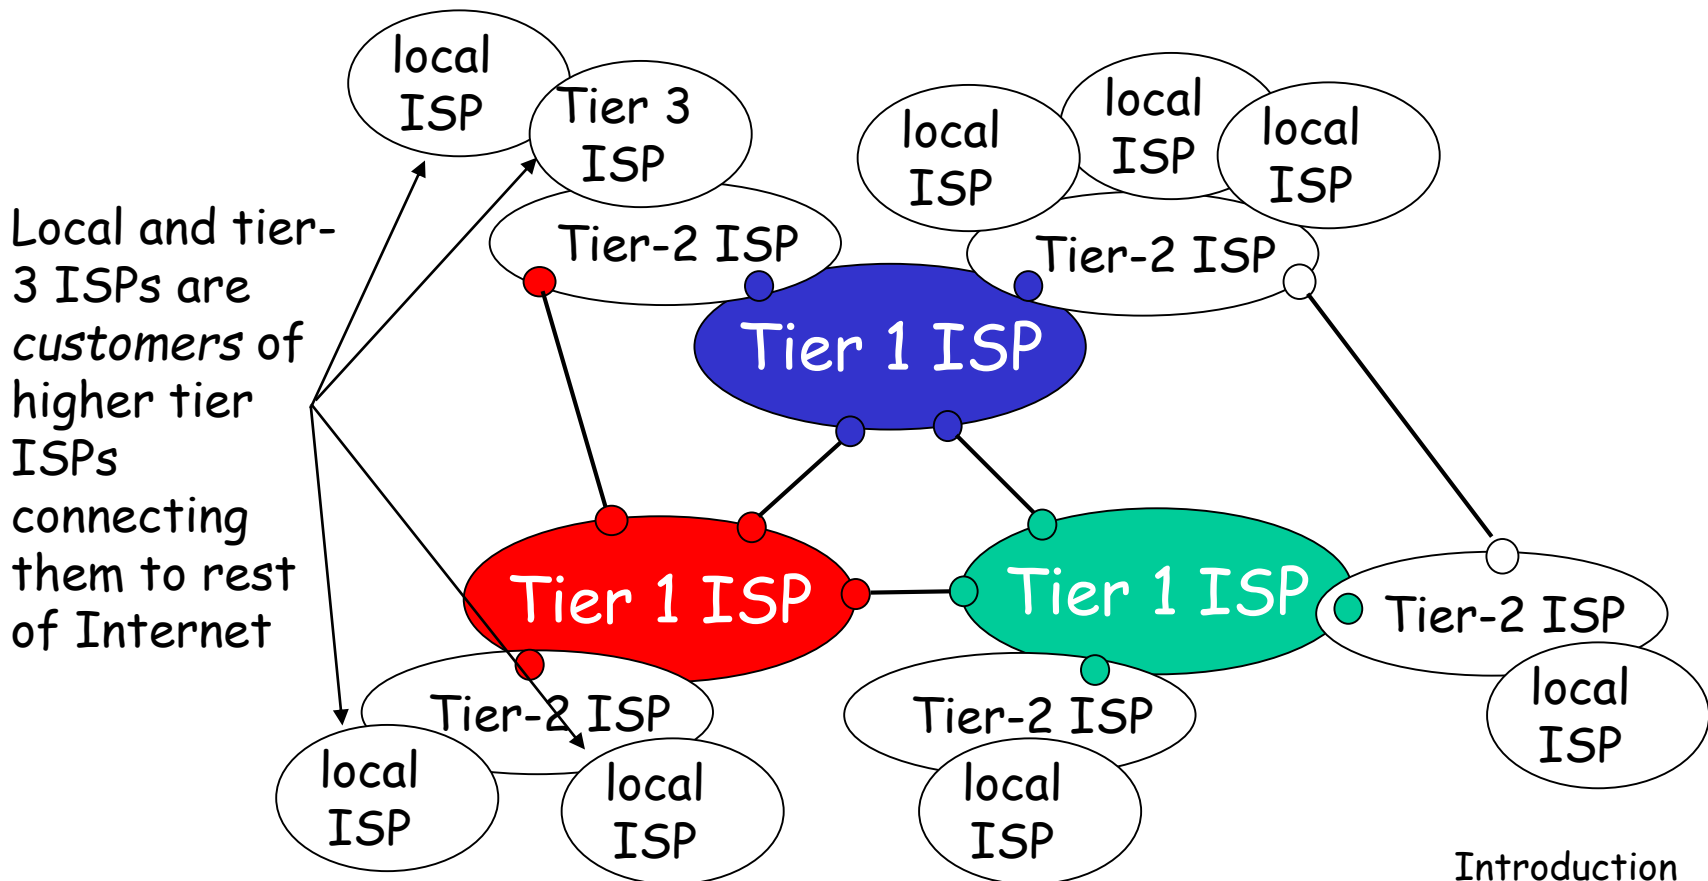 local
ISP
Tier 3
ISP
local
ISP
local
ISP
local
ISP
Tier-2 ISP
Tier-2 ISP
Local and tier-
3 ISPs are
customers of
higher tier
ISPs
connecting
them to rest
of Internet
Tier 1 ISP
Tier 1 ISP
Tier 1 ISP
Tier-2 ISP
Tier-2 ISP
Tier-2 ISP
local
ISP
local
ISP
local
ISP
local
ISP
Introduction